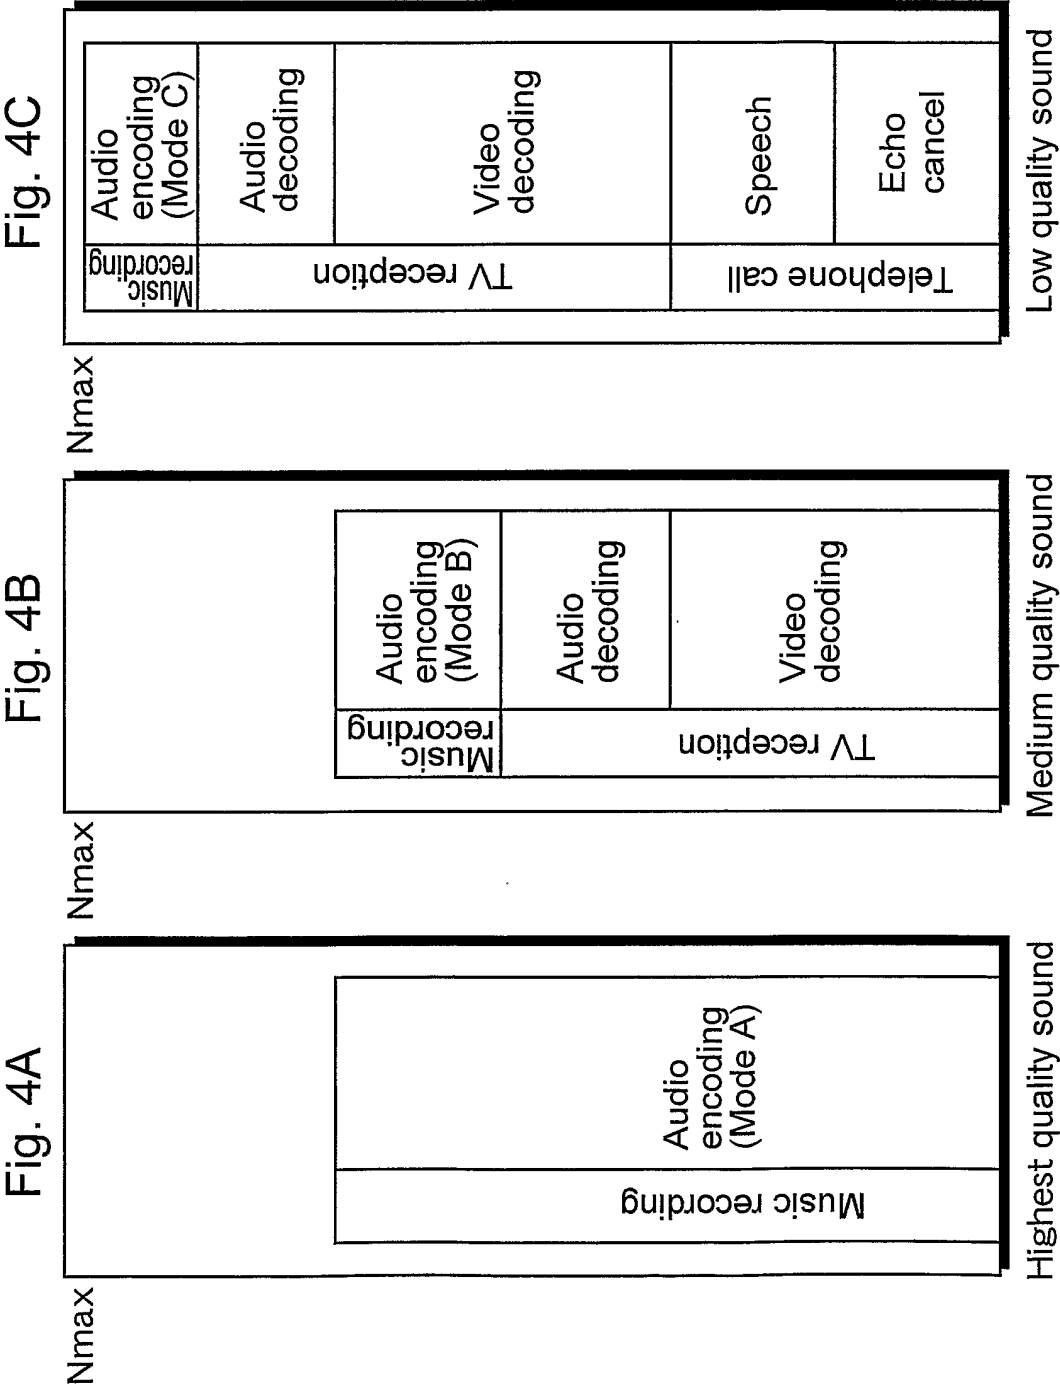 Fig. 4A
Nmax
Music recording
Audio
encoding
(Mode A)
Highest quality sound
Fig. 4B
Nmax
Music
recording
Audio
encoding
(Mode B)
TV reception
Audio
decoding
Video
decoding
Medium quality sound
Fig. 4C
Nmax
Music
recording
Audio
encoding
(Mode C)
TV reception
Audio
decoding
Video
decoding
Telephone call
Speech
Echo
cancel
Low quality sound